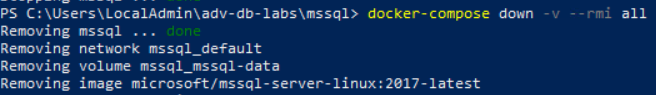 PS C:\Users\LocalAdmin\adv-db-labs\mssql> docker-compose down -v --rmi all
Removing mssql ... done
Removing network mssql_default
Removing volume mssql_mssql-data
Removing image microsoft/mssql-server-linux:2017-latest